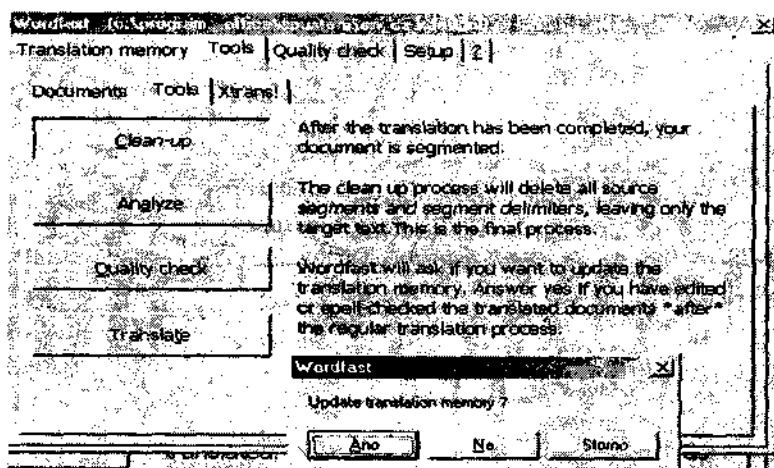 Wordfast
Translation memory Tools Quality check Setup ?
Documents Tools Xtrans!
Clean-up
Analyze
Quality check
Translate
After the translation has been completed, your
document is segmented.
The clean up process will delete all source
segments and segment delimiters, leaving only the
target text. This is the final process.
Wordfast will ask if you want to update the
translation memory. Answer yes if you have edited
or spell-checked the translated documents *after*
the regular translation process.
Wordfast
Update translation memory ?
Ano Ne Storno